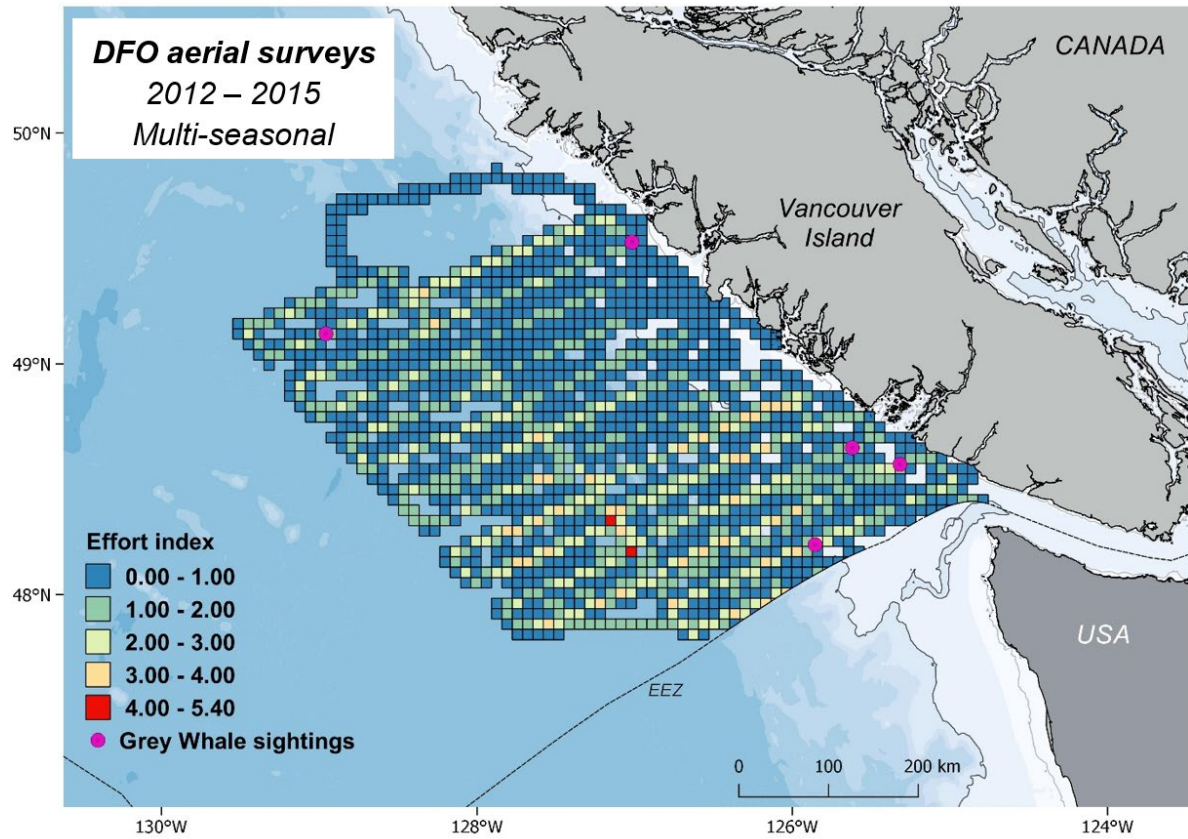 DFO aerial surveys
2012 – 2015
Multi-seasonal
CANADA
50°N
Vancouver
Island
49°N
Effort index
0.00 - 1.00
48°N
1.00 - 2.00
2.00 - 3.00
USA
3.00 - 4.00
EEZ
4.00 - 5.40
Grey Whale sightings
0 100 200 km
130°W 128°W 126°W 124°W